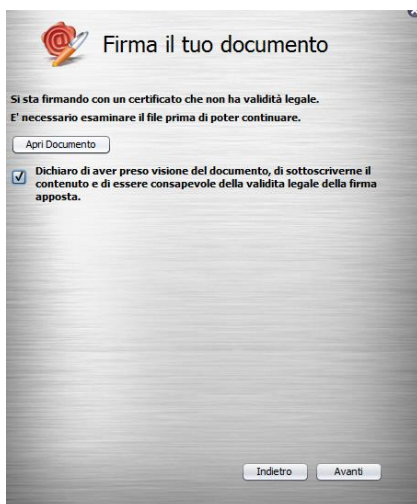 Firma il tuo documento
Si sta firmando con un certificato che non ha validità legale.
E' necessario esaminare il file prima di poter continuare.
Apri Documento
Dichiaro di aver preso visione del documento, di sottoscriverne il
contenuto e di essere consapevole della validita legale della firma
apposta.
Indietro Avanti